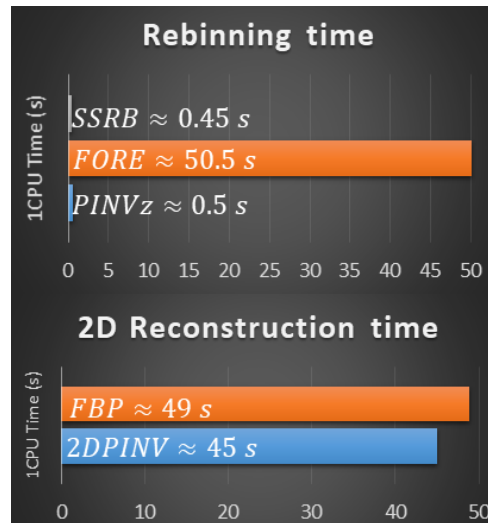 Rebinning time
1CPU Time (s)
SSRB ≈ 0.45 s
FORE ≈ 50.5 s
PINVz ≈ 0.5 s
0 5 10 15 20 25 30 35 40 45 50
2D Reconstruction time
1CPU Time (s)
FBP ≈ 49 s
2DPINV ≈ 45 s
0 10 20 30 40 50